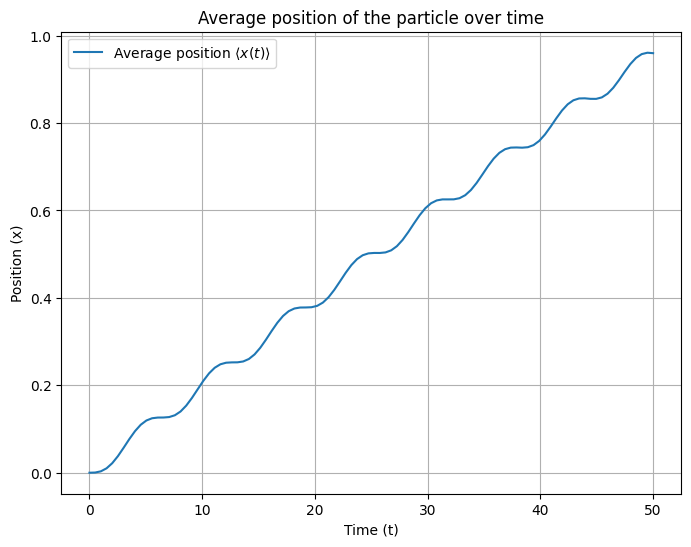 Average position of the particle over time
Average position ⟨x(t)⟩
1.0
0.8
0.6
0.4
0.2
0.0
Position (x)
0 10 20 30 40 50
Time (t)